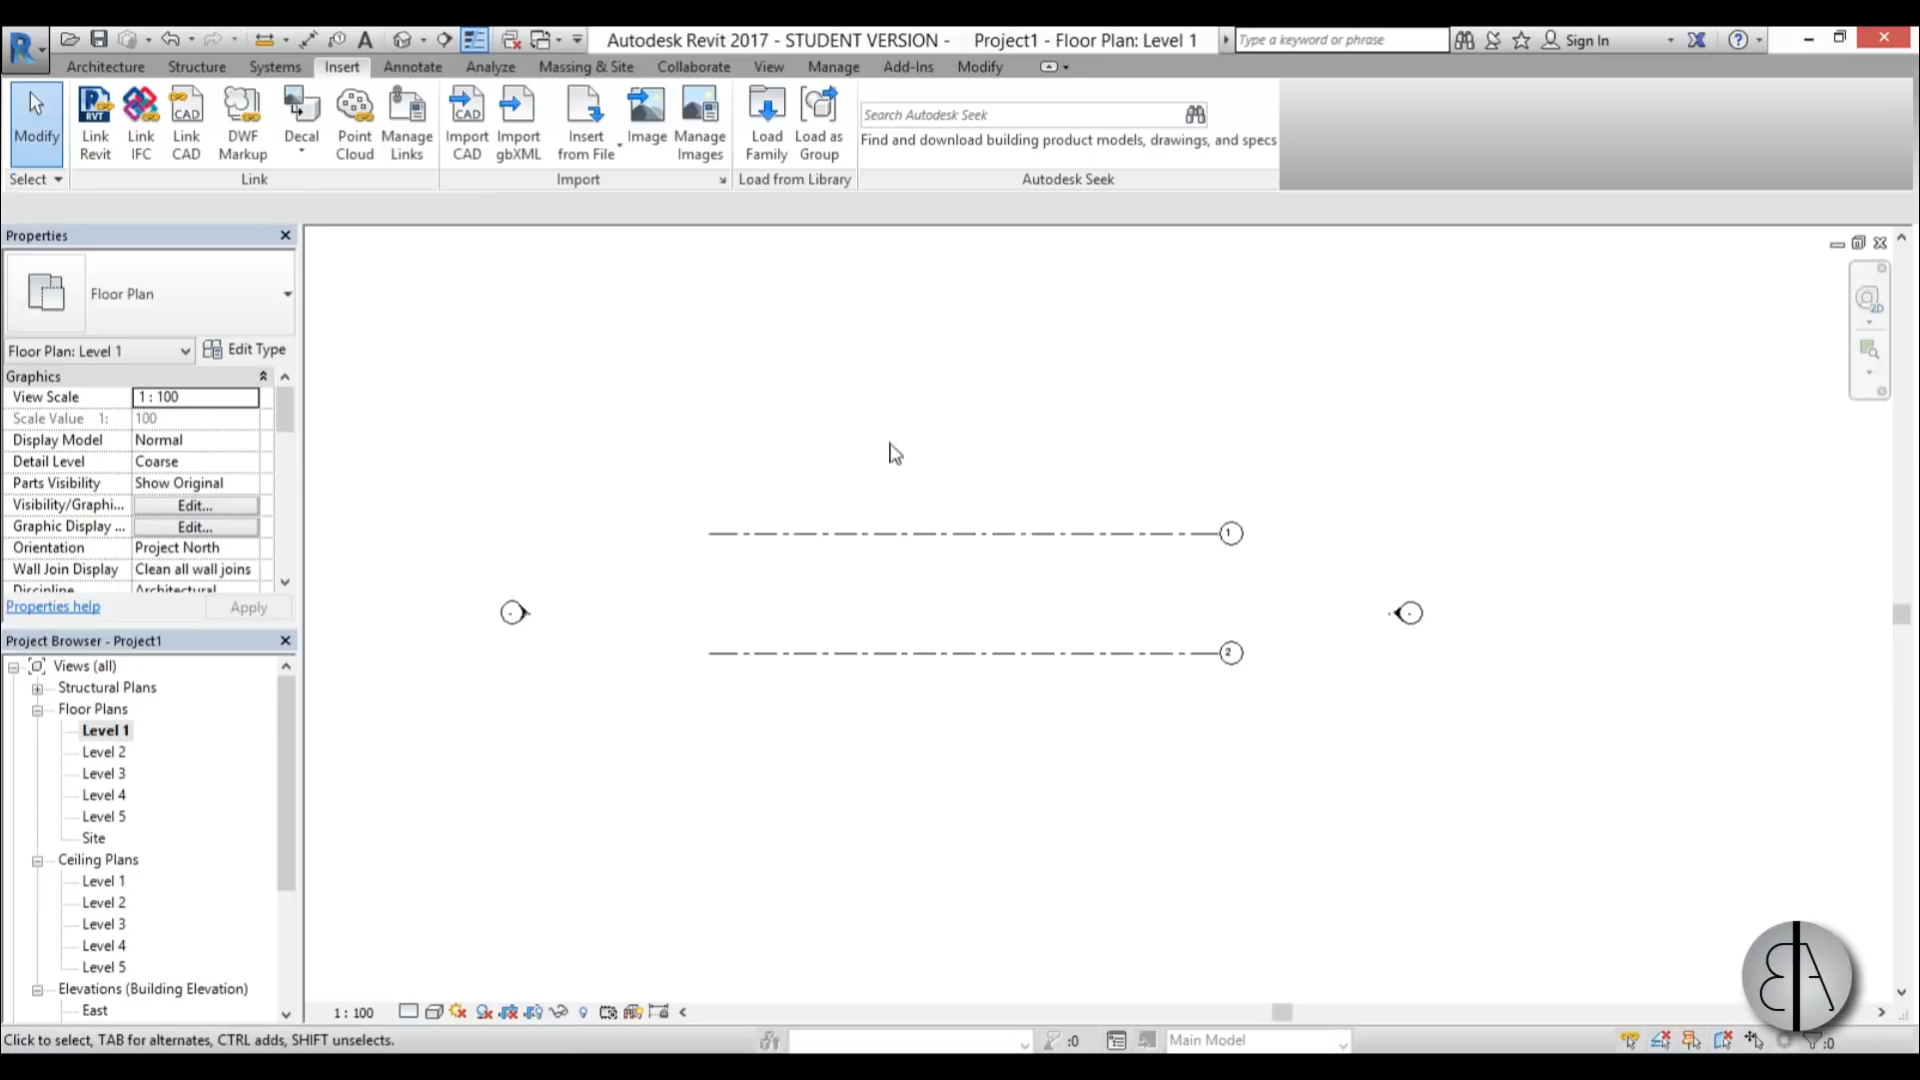 Autodesk Revit 2017 - STUDENT VERSION - Project1 - Floor Plan: Level 1
Type a keyword or phrase
Sign In
Architecture Structure Systems Insert Annotate Analyze Massing & Site Collaborate View Manage Add-Ins Modify
Modify
Link Revit
Link IFC
Link CAD
DWF Markup
Decal
Point Cloud
Manage Links
Import CAD
Import gbXML
Insert from File
Image
Manage Images
Load Family
Load as Group
Search Autodesk Seek
Find and download building product models, drawings, and specs
Select Link Import Load from Library Autodesk Seek
Properties
Floor Plan
Floor Plan: Level 1 Edit Type
Graphics
View Scale 1 : 100
Scale Value 1: 100
Display Model Normal
Detail Level Coarse
Parts Visibility Show Original
Visibility/Graphi... Edit...
Graphic Display ... Edit...
Orientation Project North
Wall Join Display Clean all wall joins
Discipline Architectural
Properties help Apply
Project Browser - Project1
Views (all)
Structural Plans
Floor Plans
Level 1
Level 2
Level 3
Level 4
Level 5
Site
Ceiling Plans
Level 1
Level 2
Level 3
Level 4
Level 5
Elevations (Building Elevation)
East
1
2
2D
1 : 100
Click to select, TAB for alternates, CTRL adds, SHIFT unselects.
:0
Main Model
:0